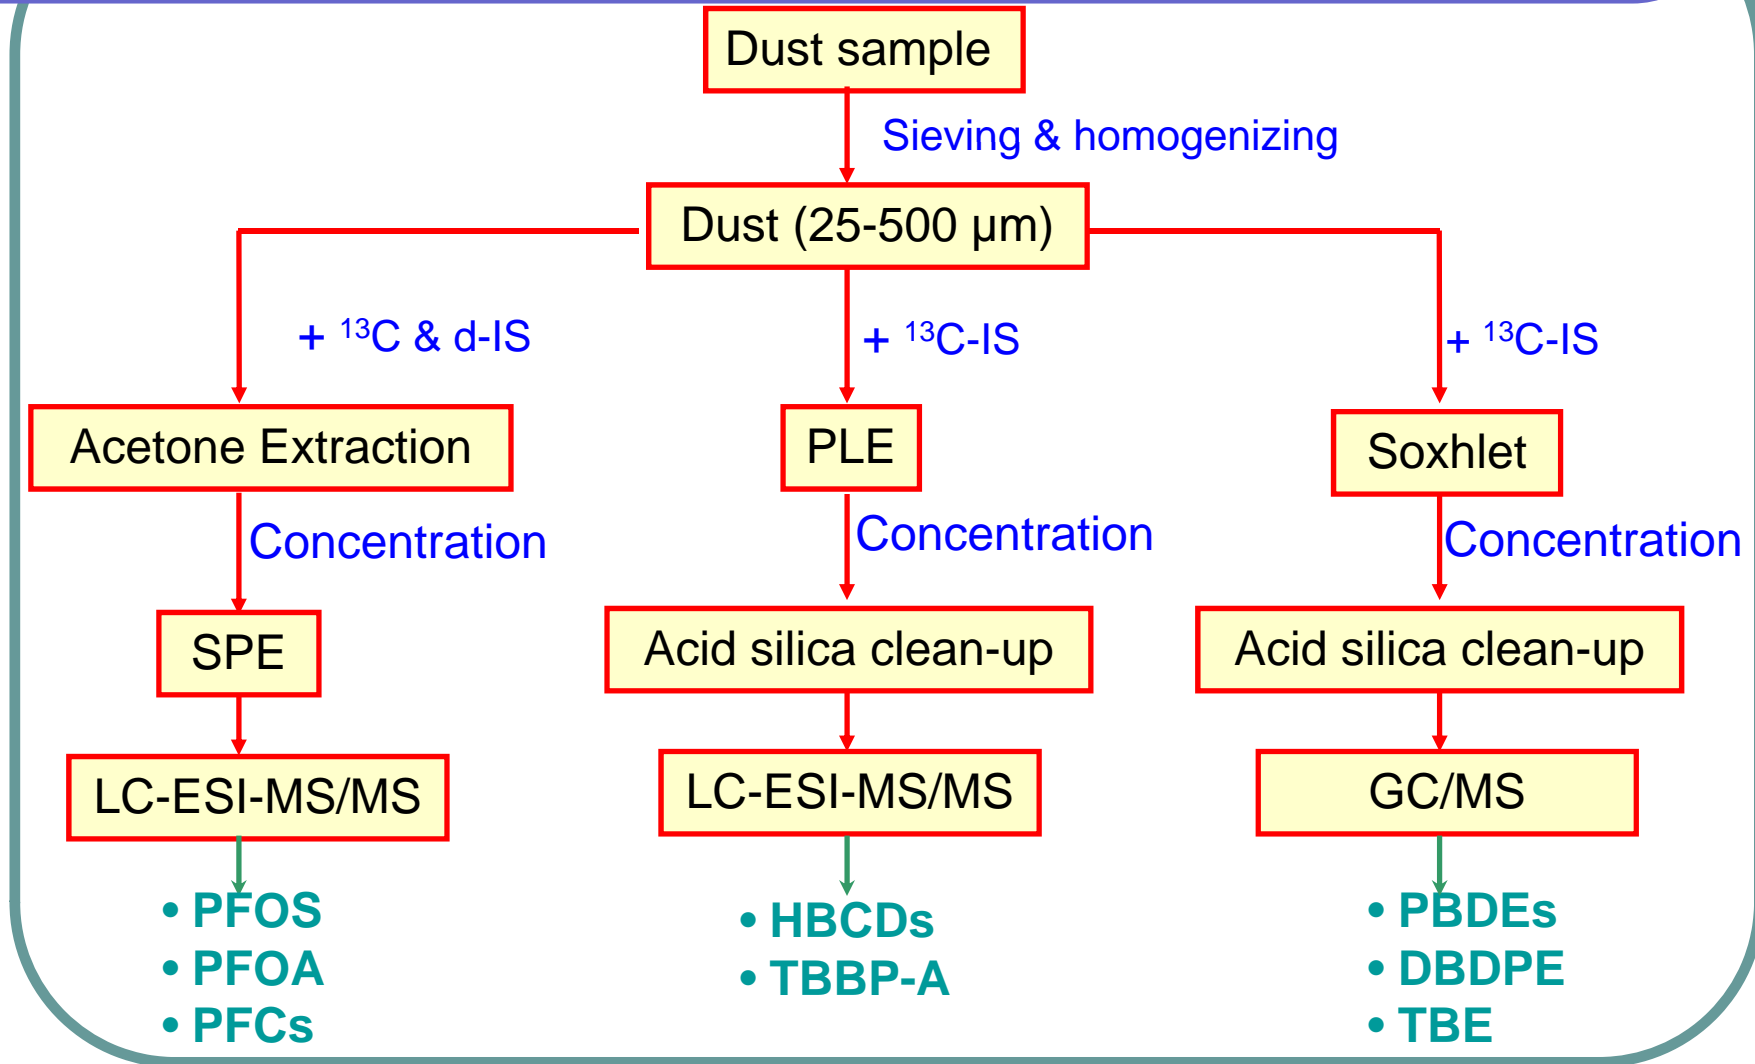 Dust sample
Sieving & homogenizing
Dust (25-500 µm)
+ ¹³C & d-IS
+ ¹³C-IS
+ ¹³C-IS
Acetone Extraction
PLE
Soxhlet
Concentration
Concentration
Concentration
SPE
Acid silica clean-up
Acid silica clean-up
LC-ESI-MS/MS
LC-ESI-MS/MS
GC/MS
• PFOS
• PFOA
• PFCs
• HBCDs
• TBBP-A
• PBDEs
• DBDPE
• TBE